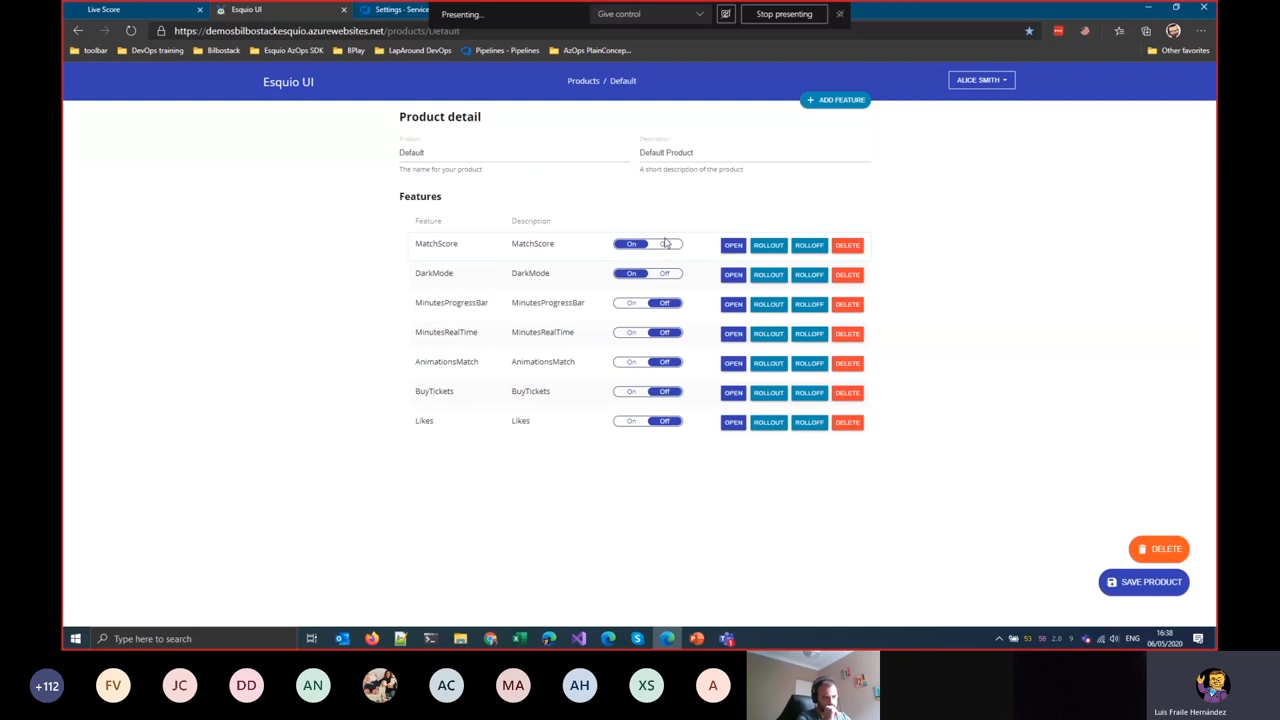 Live Score
Esquio UI
Settings - Service
Presenting...
Give control
Stop presenting
https://demosbilbostackesquio.azurewebsites.net/products/Default
toolbar
DevOps training
Bilbostack
Esquio AzOps SDK
BPlay
LapAround DevOps
Pipelines - Pipelines
AzOps PlainConcep...
Other favorites
Esquio UI
Products / Default
ALICE SMITH
+ ADD FEATURE
Product detail
Product
Description
Default
Default Product
The name for your product
A short description of the product
Features
Feature Description
MatchScore MatchScore On OPEN ROLLOUT ROLLOFF DELETE
DarkMode DarkMode On Off OPEN ROLLOUT ROLLOFF DELETE
MinutesProgressBar MinutesProgressBar On Off OPEN ROLLOUT ROLLOFF DELETE
MinutesRealTime MinutesRealTime On Off OPEN ROLLOUT ROLLOFF DELETE
AnimationsMatch AnimationsMatch On Off OPEN ROLLOUT ROLLOFF DELETE
BuyTickets BuyTickets On Off OPEN ROLLOUT ROLLOFF DELETE
Likes Likes On Off OPEN ROLLOUT ROLLOFF DELETE
DELETE
SAVE PRODUCT
Type here to search
53 58 2.8 9
ENG
16:38
06/05/2020
+112
FV
JC
DD
AN
AC
MA
AH
XS
A
Luis Fraile Hernández